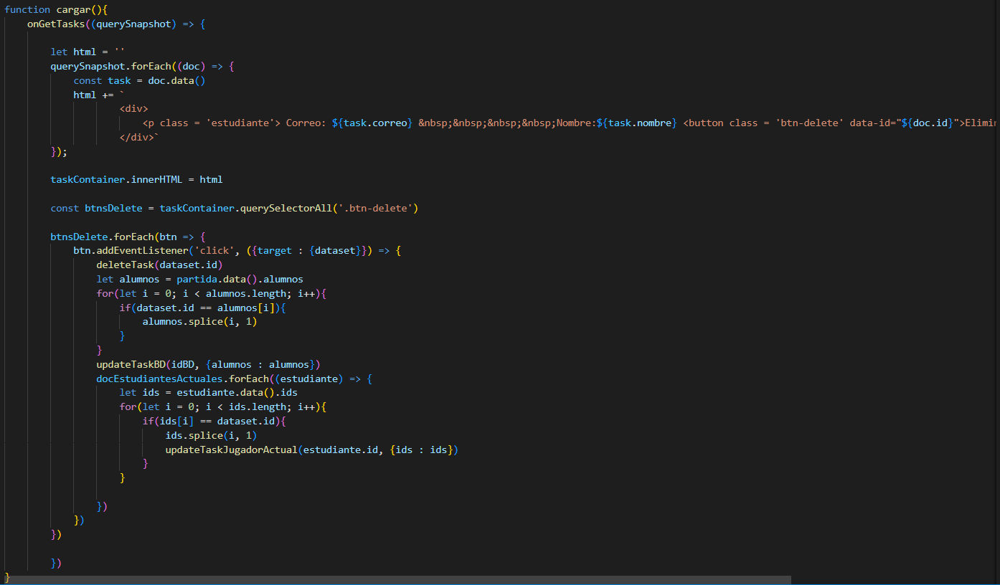 function cargar(){
onGetTasks((querySnapshot) => {
let html = ''
querySnapshot.forEach((doc) => {
const task = doc.data()
html += `
<div>
<p class = 'estudiante'> Correo: ${task.correo} &nbsp;&nbsp;&nbsp;&nbsp;Nombre:${task.nombre} <button class = 'btn-delete' data-id="${doc.id}">Elimi
</div>`
});
taskContainer.innerHTML = html
const btnsDelete = taskContainer.querySelectorAll('.btn-delete')
btnsDelete.forEach(btn => {
btn.addEventListener('click', ({target : {dataset}}) => {
deleteTask(dataset.id)
let alumnos = partida.data().alumnos
for(let i = 0; i < alumnos.length; i++){
if(dataset.id == alumnos[i]){
alumnos.splice(i, 1)
}
}
updateTaskBD(idBD, {alumnos : alumnos})
docEstudiantesActuales.forEach((estudiante) => {
let ids = estudiante.data().ids
for(let i = 0; i < ids.length; i++){
if(ids[i] == dataset.id){
ids.splice(i, 1)
updateTaskJugadorActual(estudiante.id, {ids : ids})
}
}
})
})
})
})
}